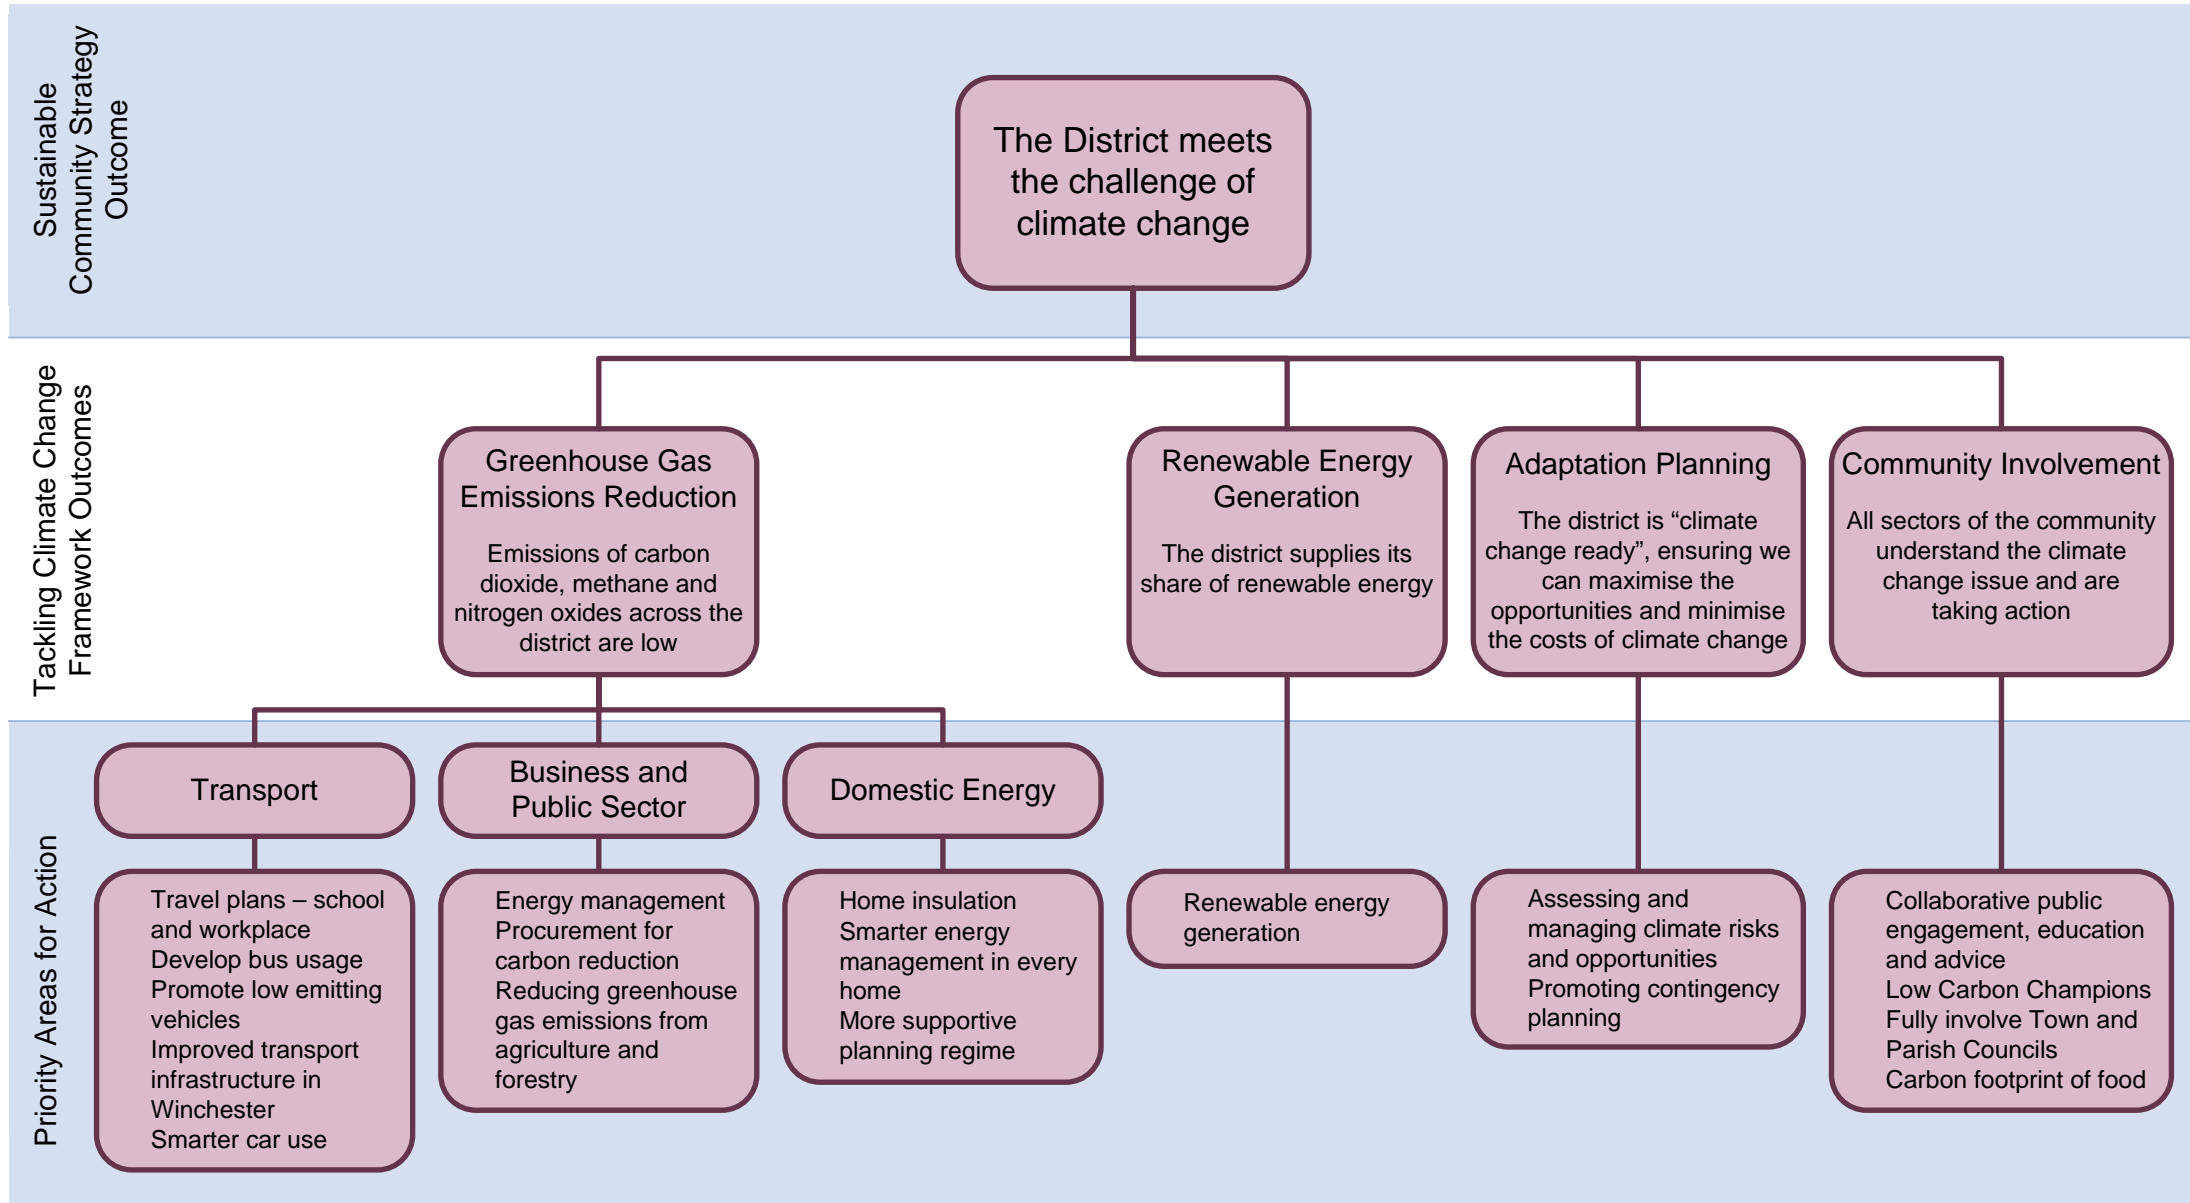 Sustainable
Community Strategy
Outcome
The District meets
the challenge of
climate change
Tackling Climate Change
Framework Outcomes
Greenhouse Gas
Emissions Reduction
Emissions of carbon
dioxide, methane and
nitrogen oxides across the
district are low
Renewable Energy
Generation
The district supplies its
share of renewable energy
Adaptation Planning
The district is “climate
change ready”, ensuring we
can maximise the
opportunities and minimise
the costs of climate change
Community Involvement
All sectors of the community
understand the climate
change issue and are
taking action
Priority Areas for Action
Transport
Business and
Public Sector
Domestic Energy
Travel plans – school
and workplace
Develop bus usage
Promote low emitting
vehicles
Improved transport
infrastructure in
Winchester
Smarter car use
Energy management
Procurement for
carbon reduction
Reducing greenhouse
gas emissions from
agriculture and
forestry
Home insulation
Smarter energy
management in every
home
More supportive
planning regime
Renewable energy
generation
Assessing and
managing climate risks
and opportunities
Promoting contingency
planning
Collaborative public
engagement, education
and advice
Low Carbon Champions
Fully involve Town and
Parish Councils
Carbon footprint of food